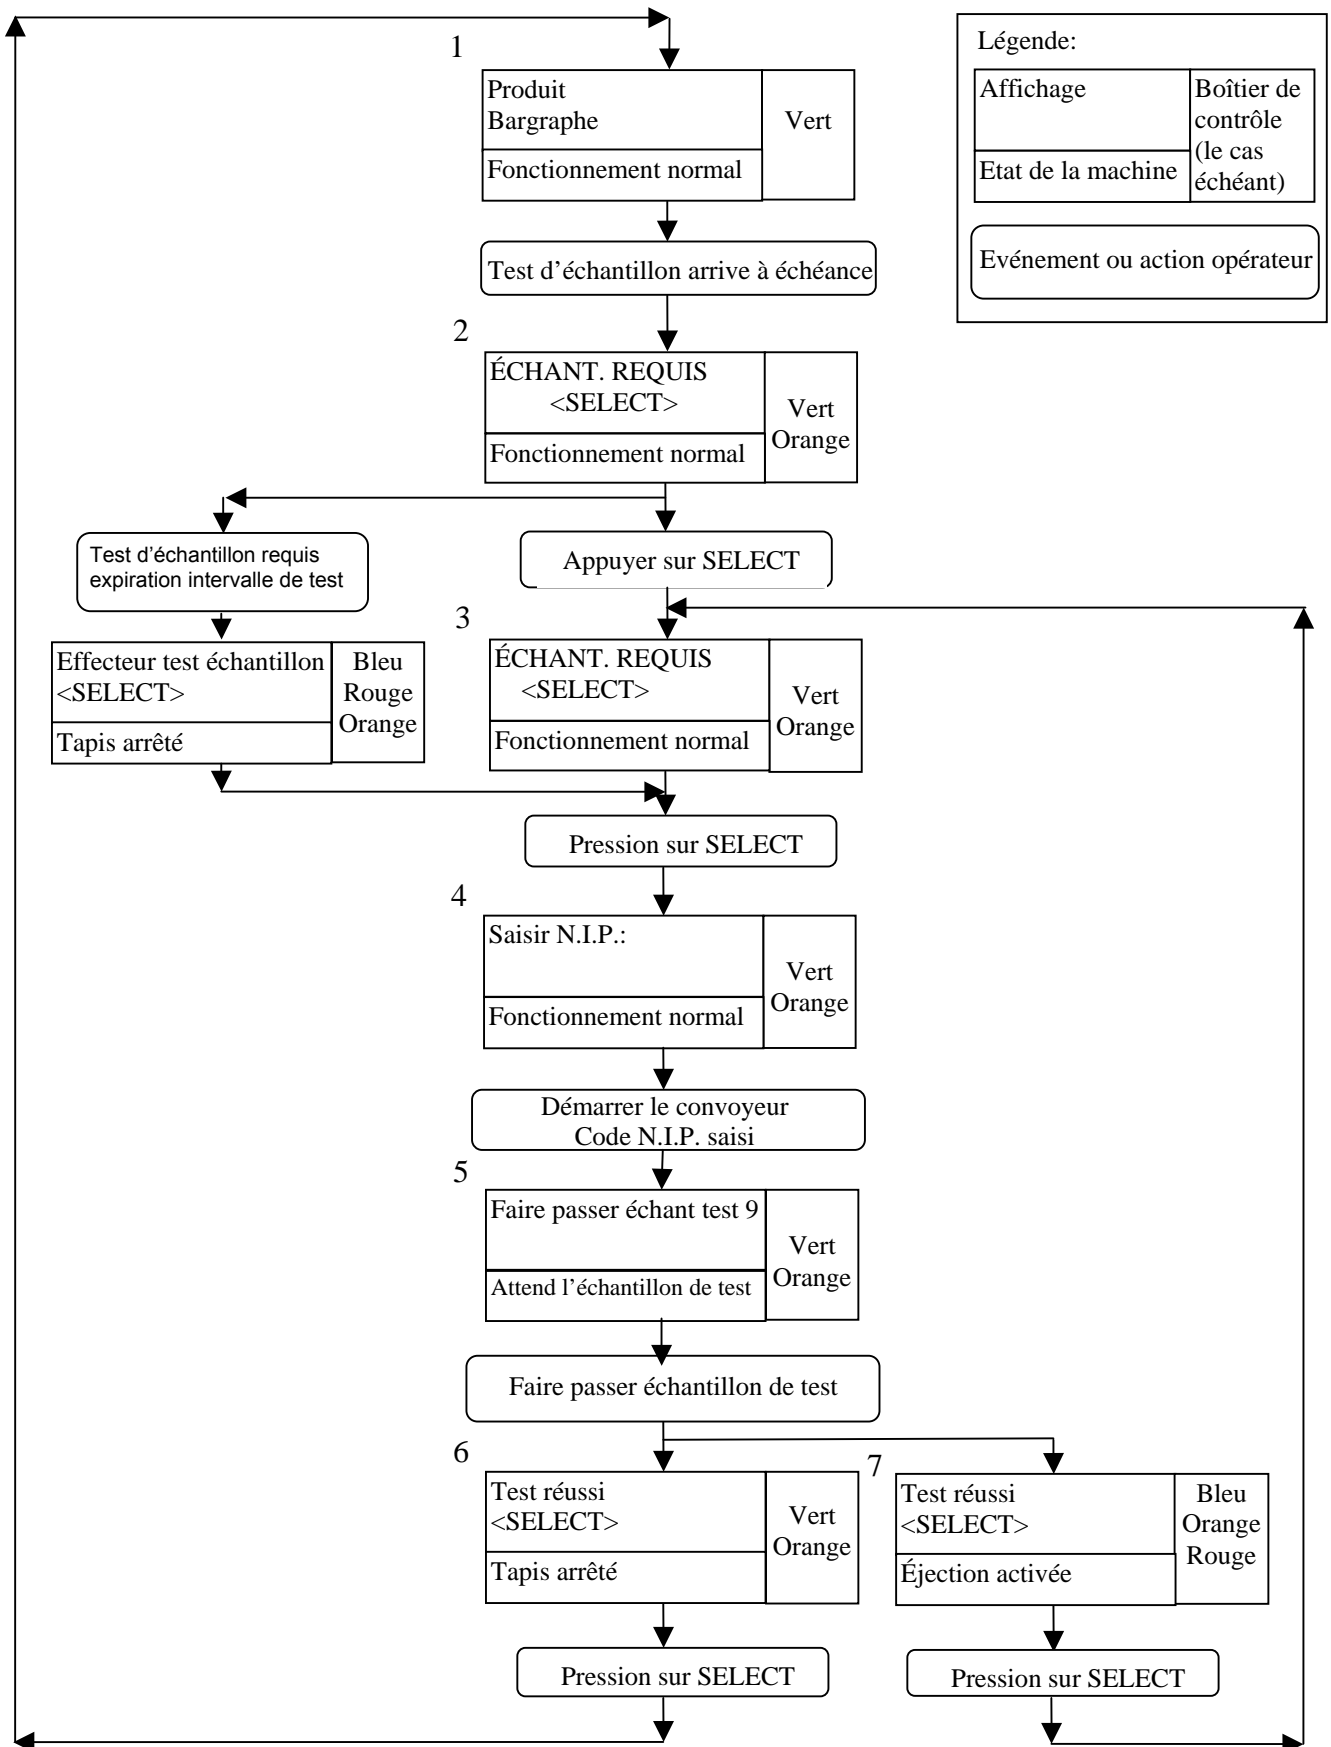 Légende:
Affichage
Boîtier de
contrôle
(le cas
échéant)
Etat de la machine
Evénement ou action opérateur
1
Produit
Bargraphe
Vert
Fonctionnement normal
Test d'échantillon arrive à échéance
2
ÉCHANT. REQUIS
<SELECT>
Vert
Orange
Fonctionnement normal
Test d'échantillon requis
expiration intervalle de test
Appuyer sur SELECT
Effecteur test échantillon
<SELECT>
Bleu
Rouge
Orange
Tapis arrêté
3
ÉCHANT. REQUIS
<SELECT>
Vert
Orange
Fonctionnement normal
Pression sur SELECT
4
Saisir N.I.P.:
Vert
Orange
Fonctionnement normal
Démarrer le convoyeur
Code N.I.P. saisi
5
Faire passer échant test 9
Vert
Orange
Attend l'échantillon de test
Faire passer échantillon de test
6
Test réussi
<SELECT>
Vert
Orange
Tapis arrêté
7
Test réussi
<SELECT>
Bleu
Orange
Rouge
Éjection activée
Pression sur SELECT
Pression sur SELECT